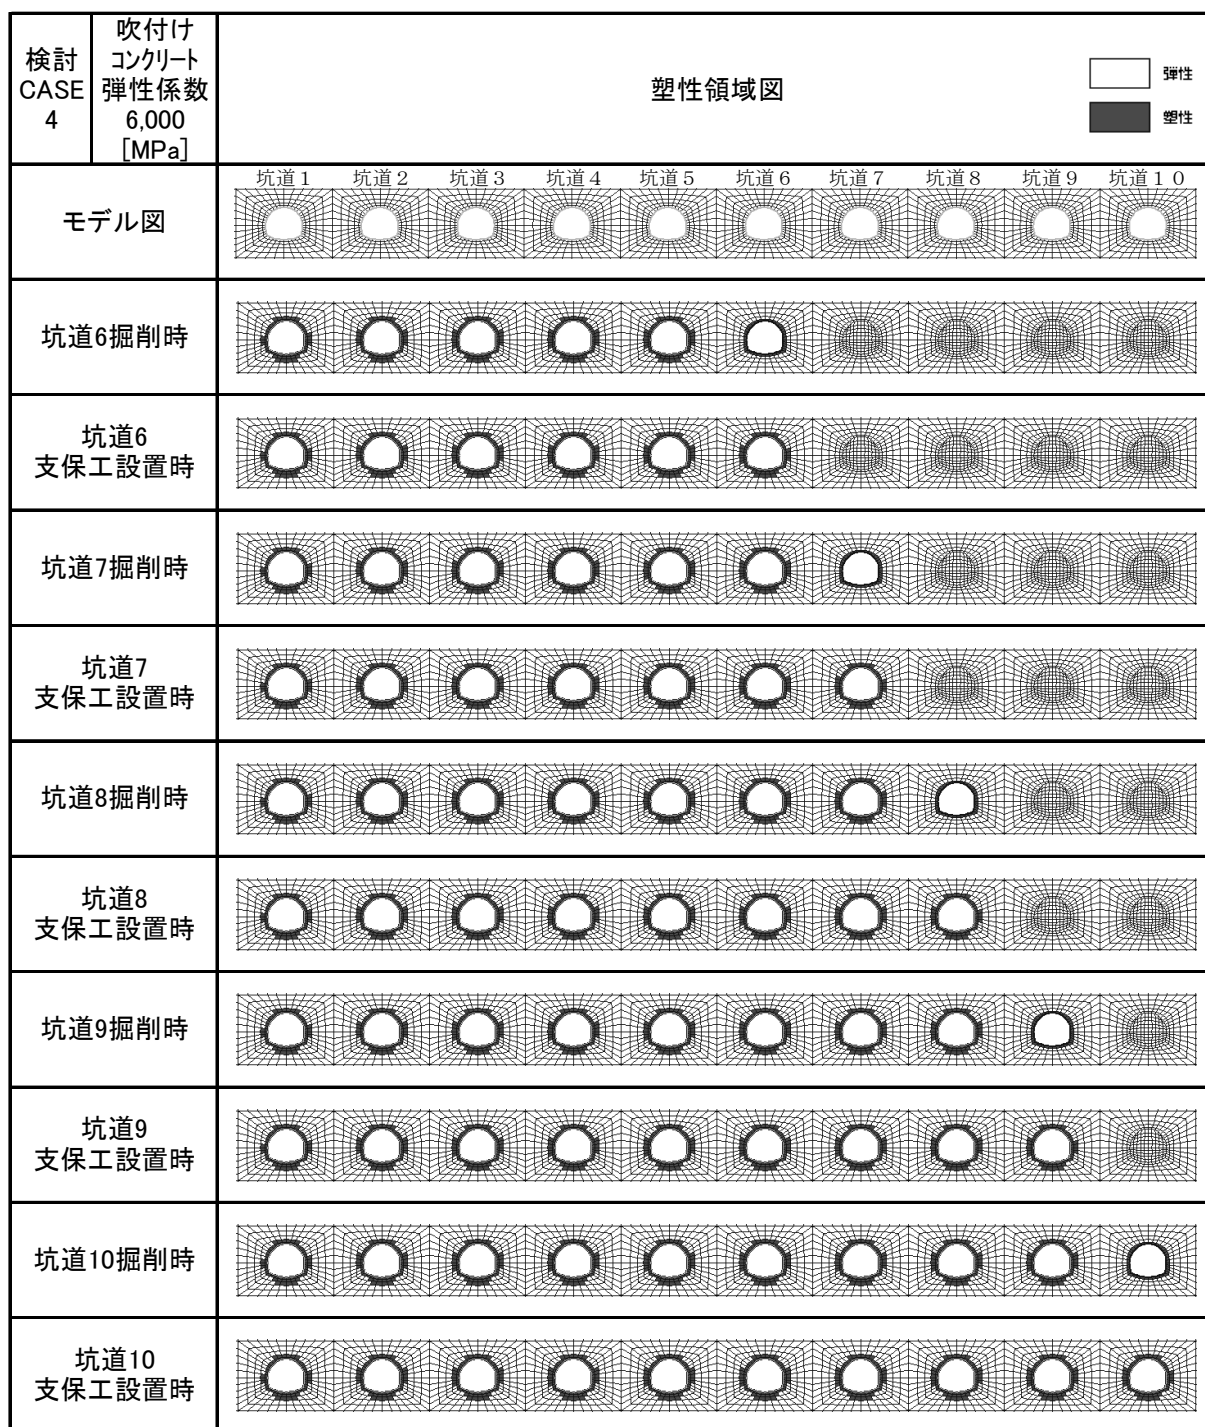 検討
CASE
4
吹付け
コンクリート
弾性係数
6,000
[MPa]
塑性領域図
弾性
塑性
モデル図
坑道1 坑道2 坑道3 坑道4 坑道5 坑道6 坑道7 坑道8 坑道9 坑道10
坑道6掘削時
坑道6
支保工設置時
坑道7掘削時
坑道7
支保工設置時
坑道8掘削時
坑道8
支保工設置時
坑道9掘削時
坑道9
支保工設置時
坑道10掘削時
坑道10
支保工設置時